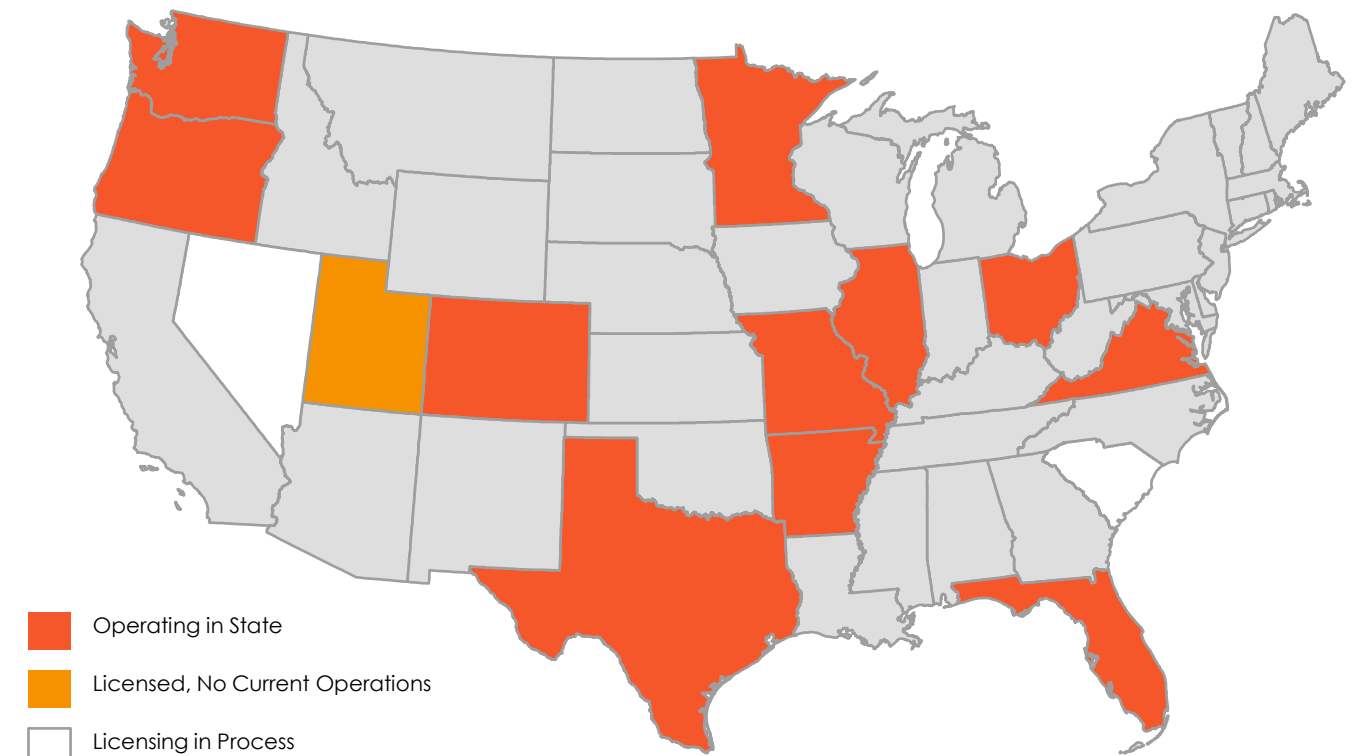 Operating in State
Licensed, No Current Operations
Licensing in Process